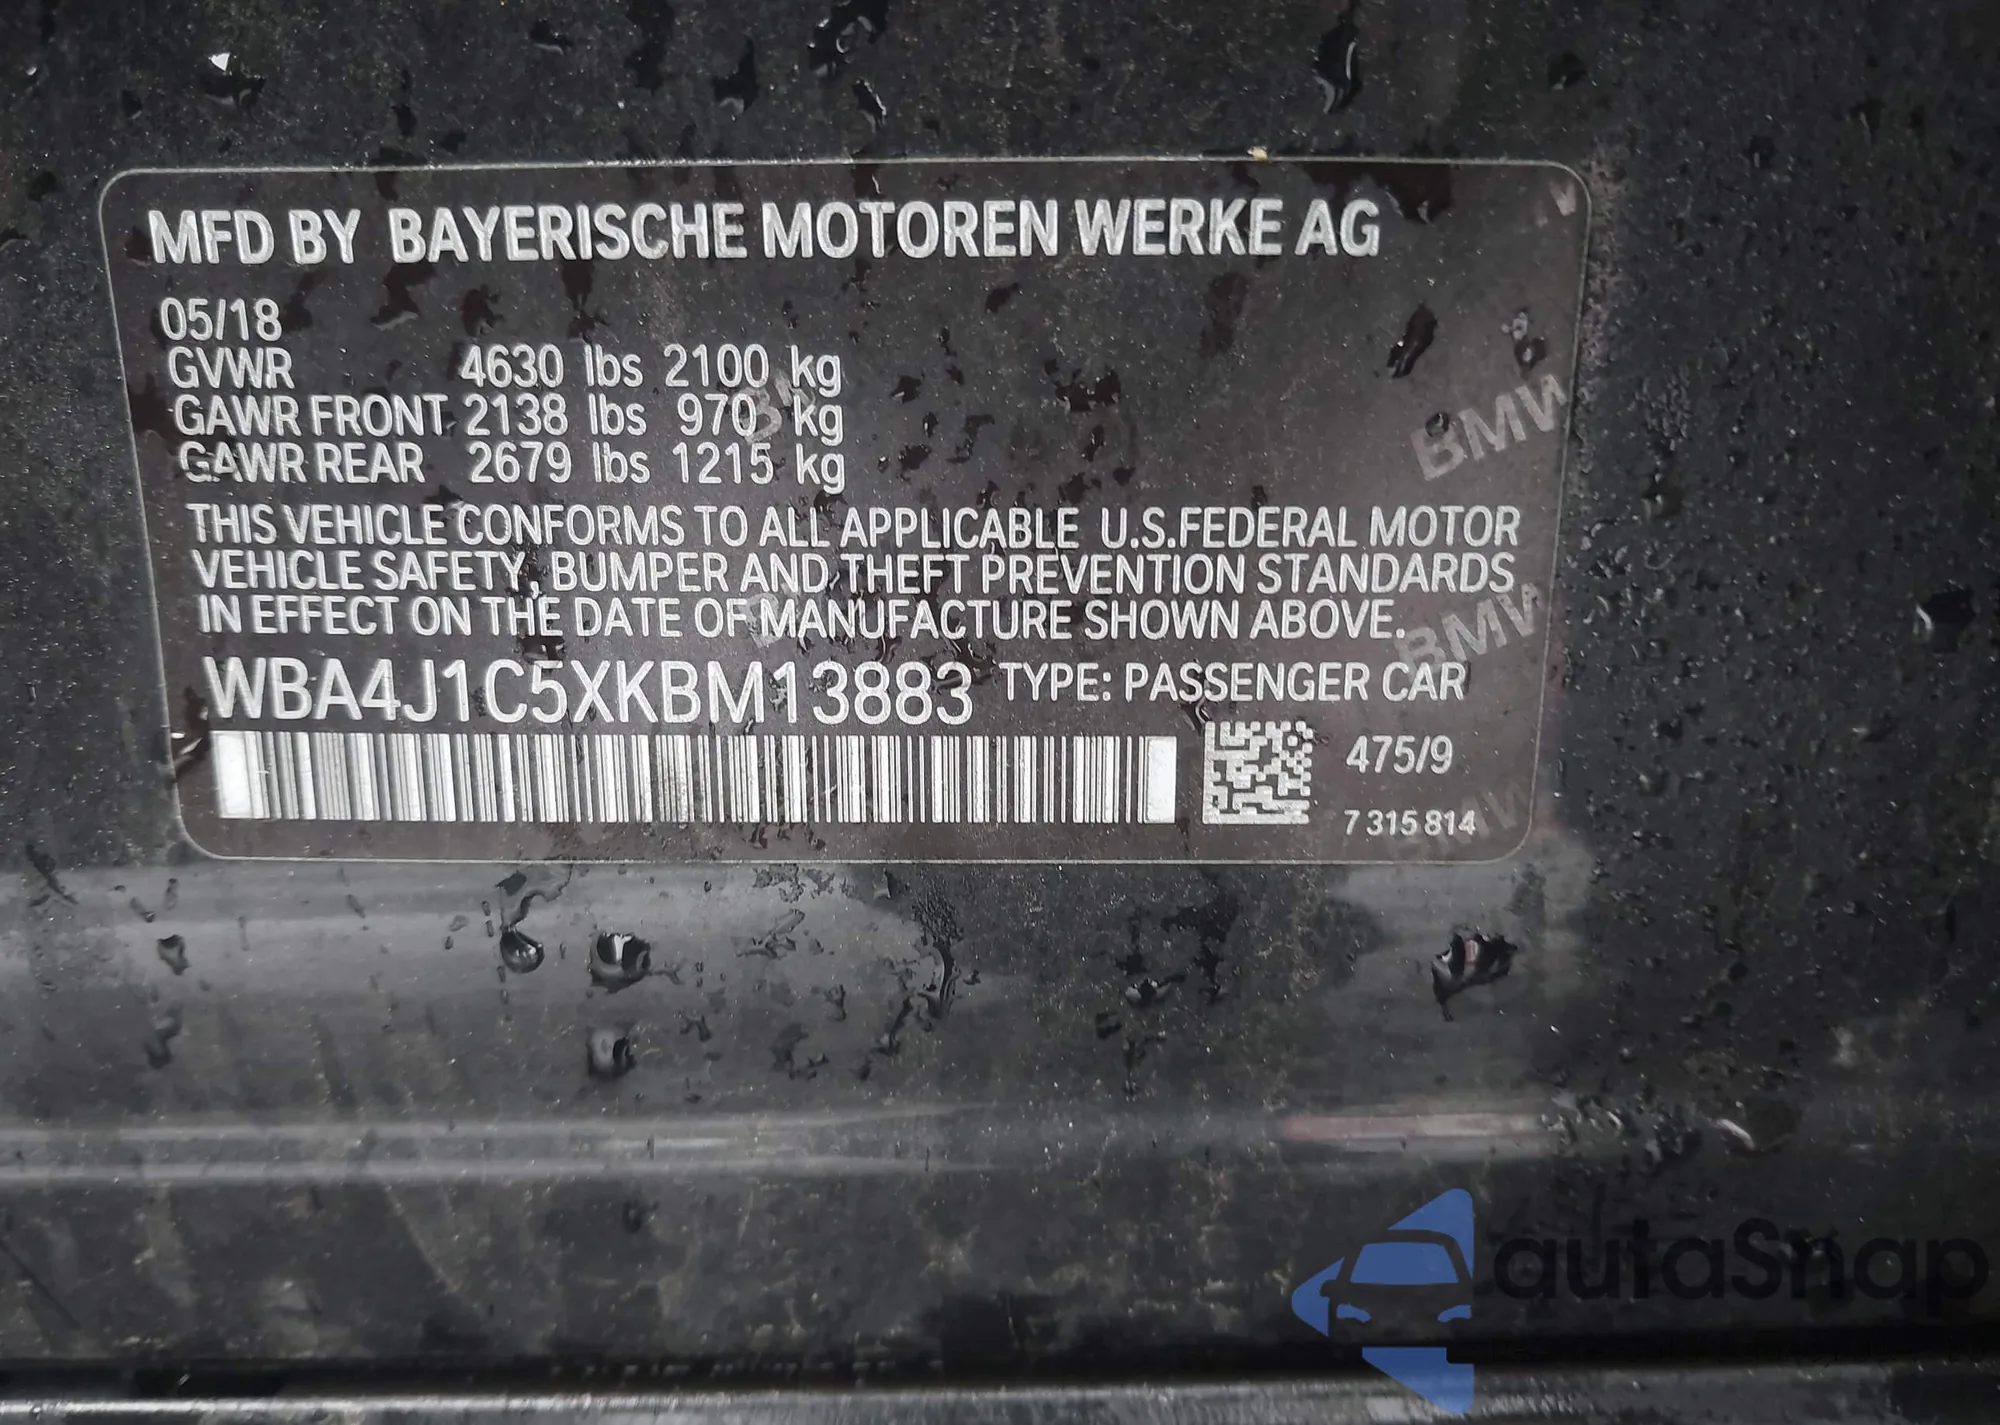 MFD BY BAYERISCHE MOTOREN WERKE AG
05/18
GVWR 4630 lbs 2100 kg
GAWR FRONT 2138 lbs 970 kg
GAWR REAR 2679 lbs 1215 kg
THIS VEHICLE CONFORMS TO ALL APPLICABLE U.S.FEDERAL MOTOR
VEHICLE SAFETY, BUMPER AND THEFT PREVENTION STANDARDS
IN EFFECT ON THE DATE OF MANUFACTURE SHOWN ABOVE.
WBA4J1C5XKBM13883 TYPE: PASSENGER CAR
475/9
7 315 814
BMW
BMW
autaSnap